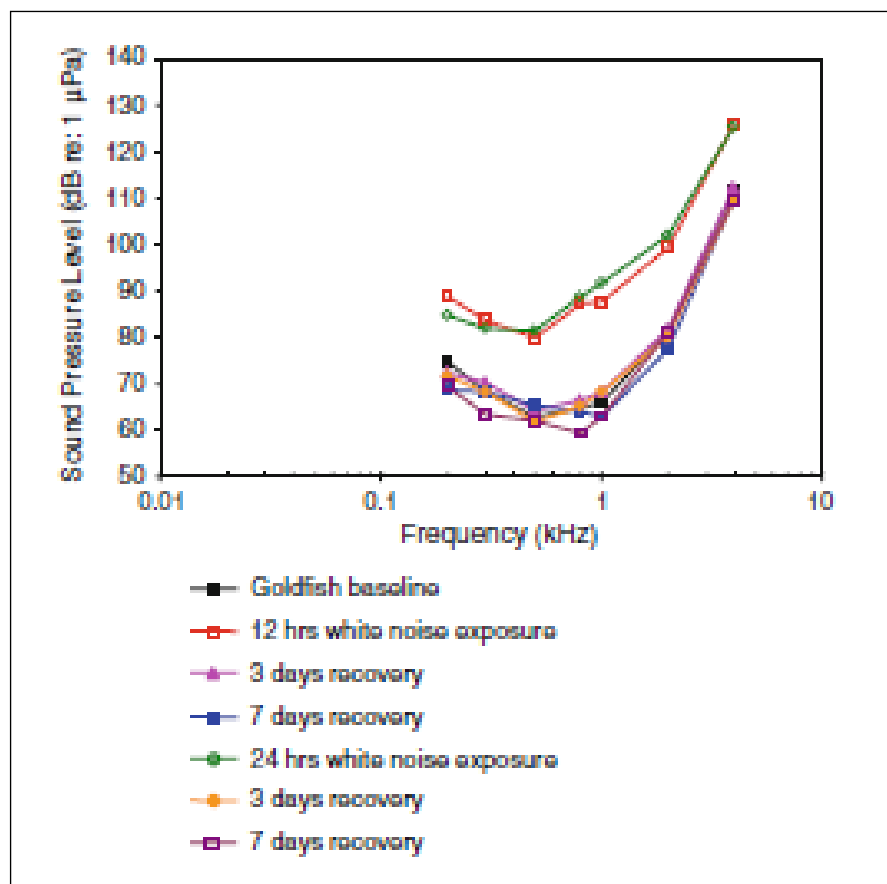 140
130
120
110
100
90
80
70
60
50
Sound Pressure Level (dB re: 1 µPa)
0.01 0.1 1 10
Frequency (kHz)
Goldfish baseline
12 hrs white noise exposure
3 days recovery
7 days recovery
24 hrs white noise exposure
3 days recovery
7 days recovery